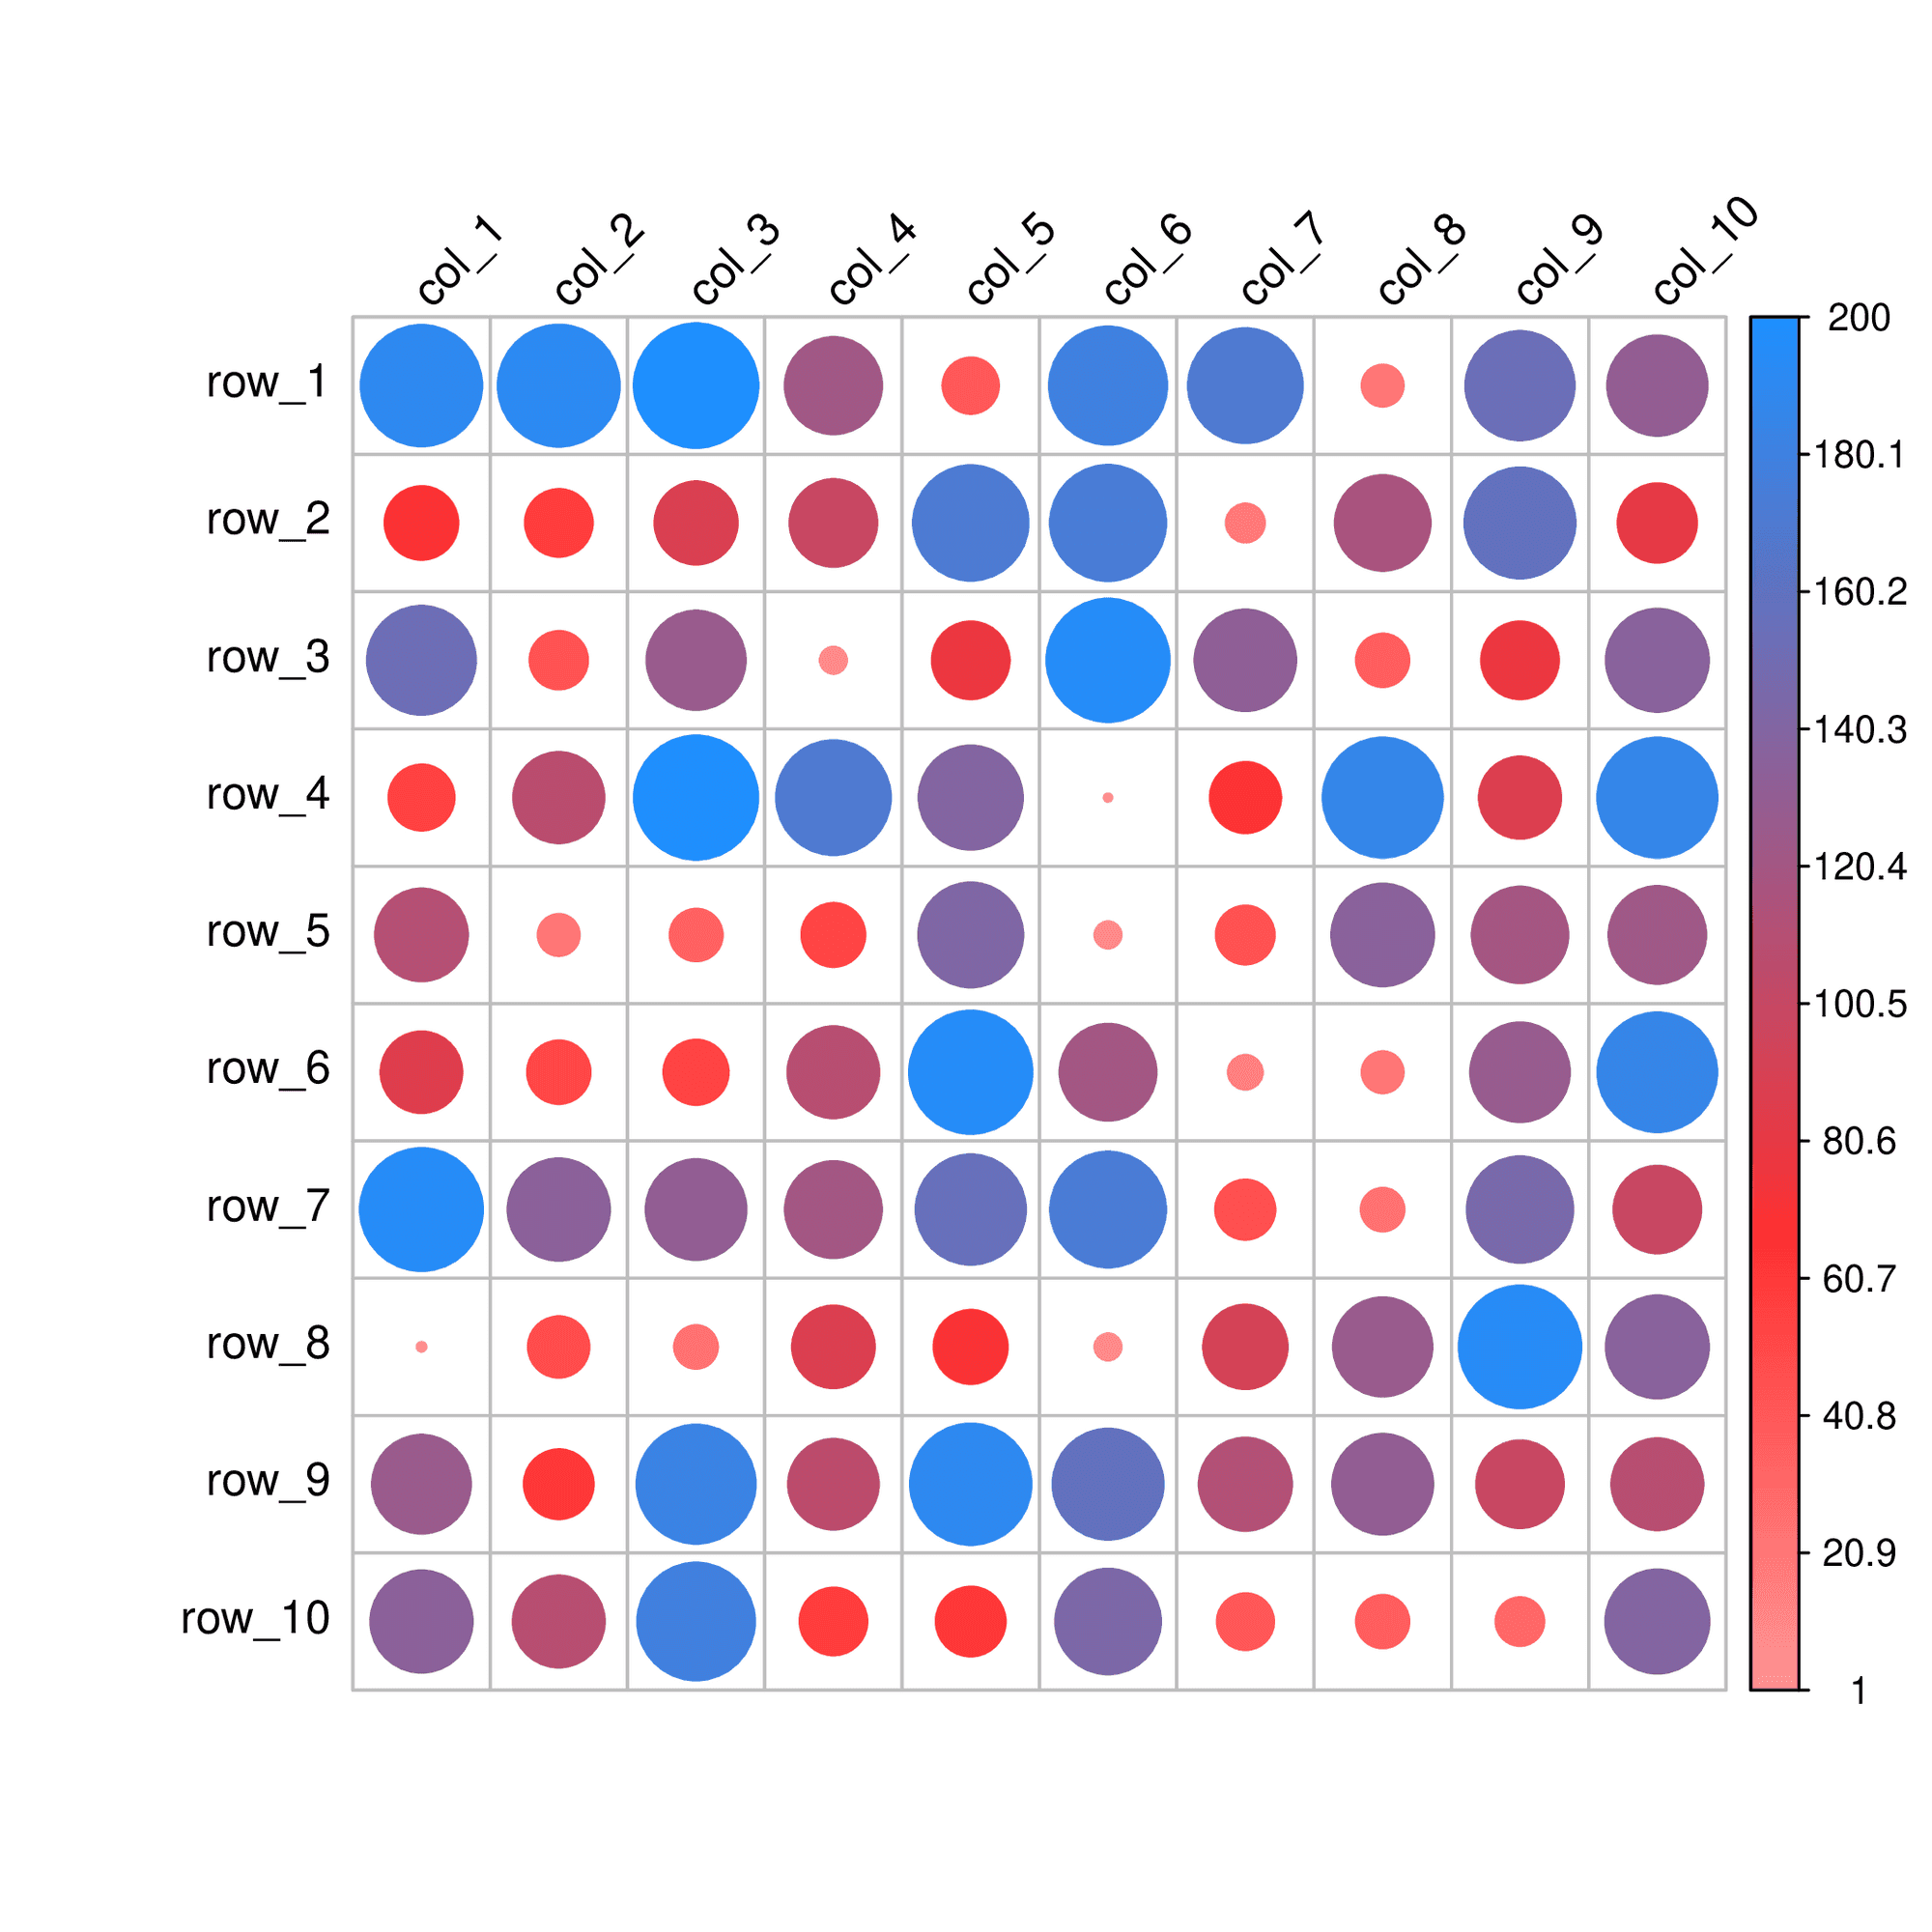 col_1 col_2 col_3 col_4 col_5 col_6 col_7 col_8 col_9 col_10
row_1
row_2
row_3
row_4
row_5
row_6
row_7
row_8
row_9
row_10
200
180.1
160.2
140.3
120.4
100.5
80.6
60.7
40.8
20.9
1